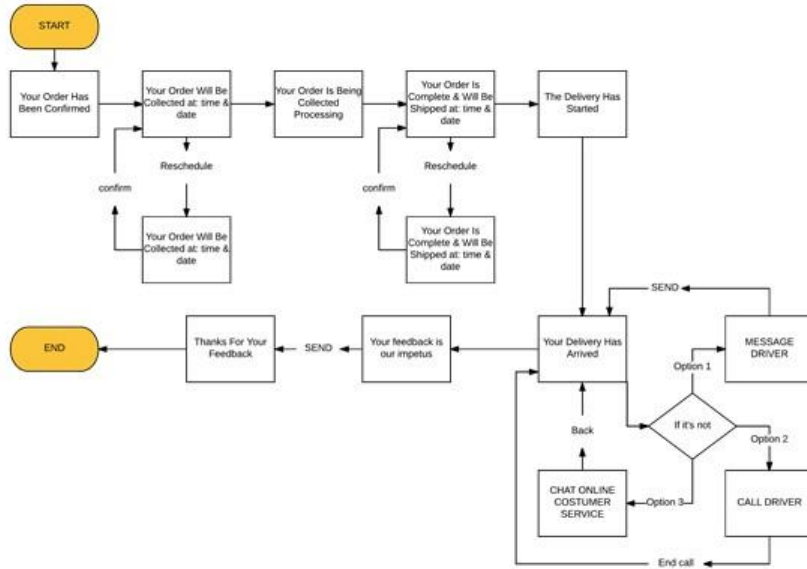 START
Your Order Has
Been Confirmed
Your Order Will Be
Collected at: time &
date
Your Order Is Being
Collected
Processing
Your Order Is
Complete & Will Be
Shipped at: time &
date
The Delivery Has
Started
Reschedule
confirm
Your Order Will Be
Collected at: time &
date
Reschedule
confirm
Your Order Is
Complete & Will Be
Shipped at: time &
date
SEND
END
Thanks For Your
Feedback
SEND
Your feedback is
our impetus
Your Delivery Has
Arrived
MESSAGE
DRIVER
Option 1
If it's not
Back
Option 2
CHAT ONLINE
COSTUMER
SERVICE
Option 3
CALL DRIVER
End call